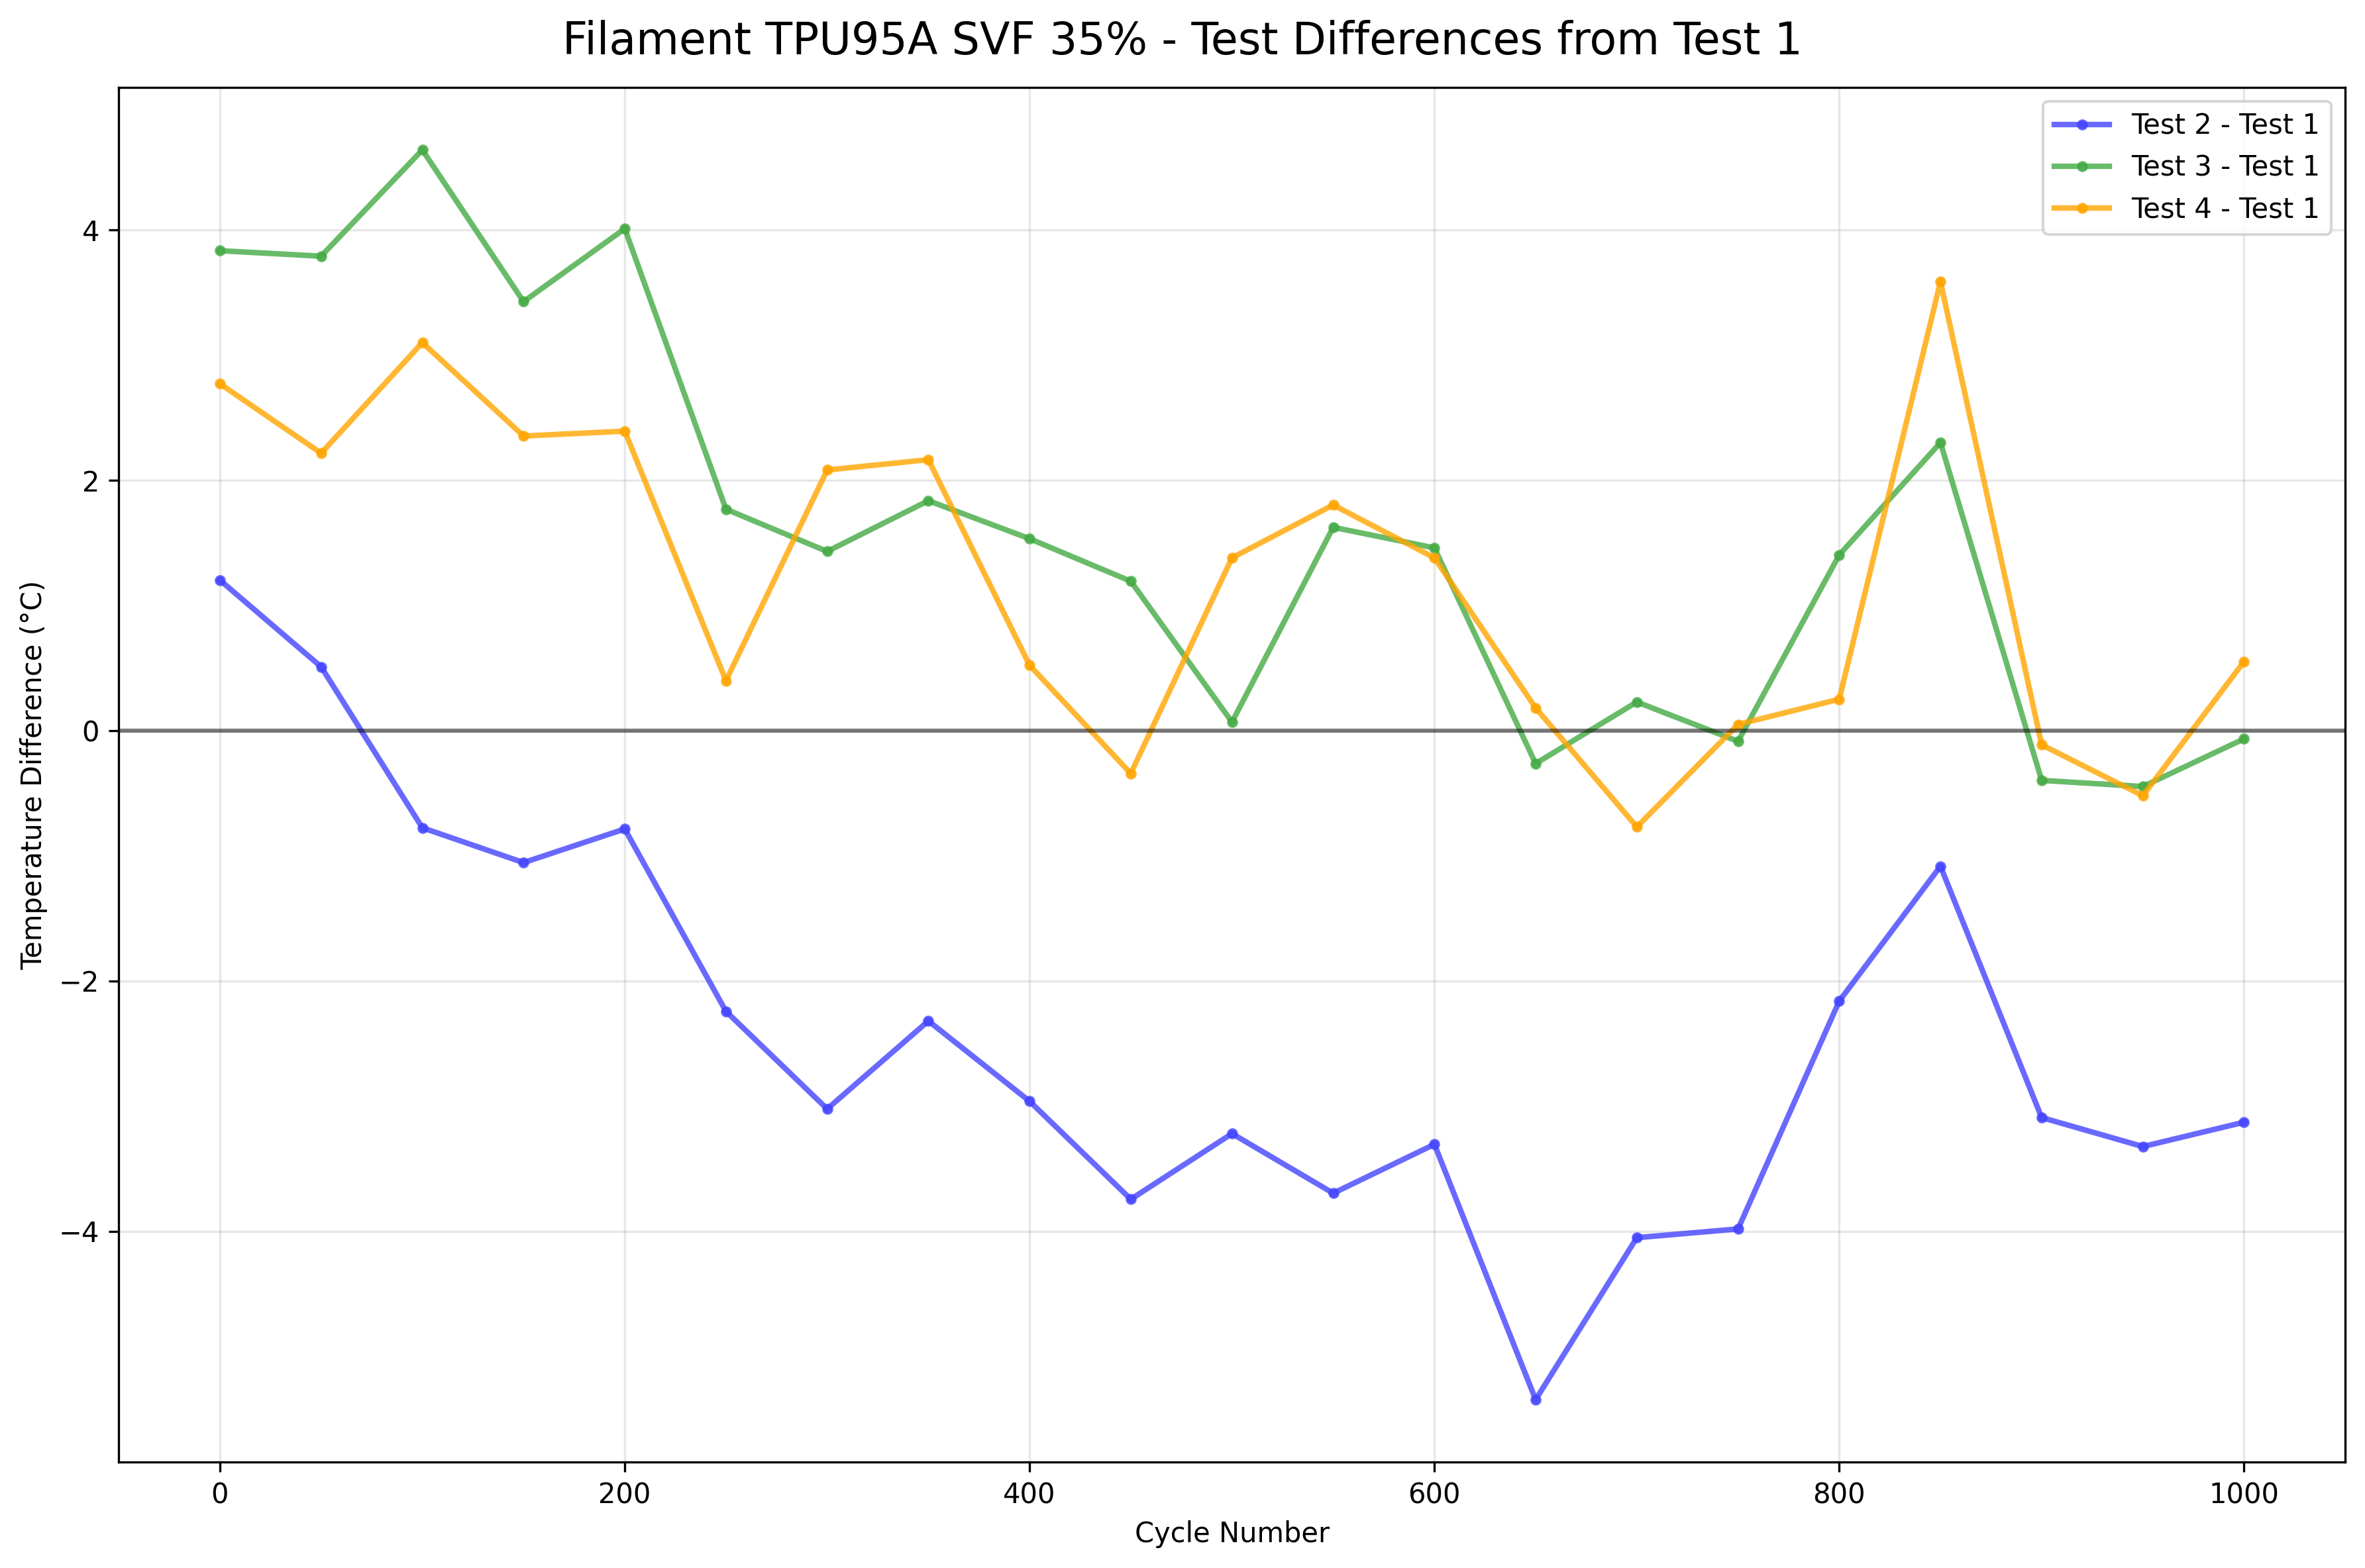 Filament TPU95A SVF 35% - Test Differences from Test 1
Test 2 - Test 1
Test 3 - Test 1
Test 4 - Test 1
Temperature Difference (°C)
4
2
0
−2
−4
0
200
400
600
800
1000
Cycle Number